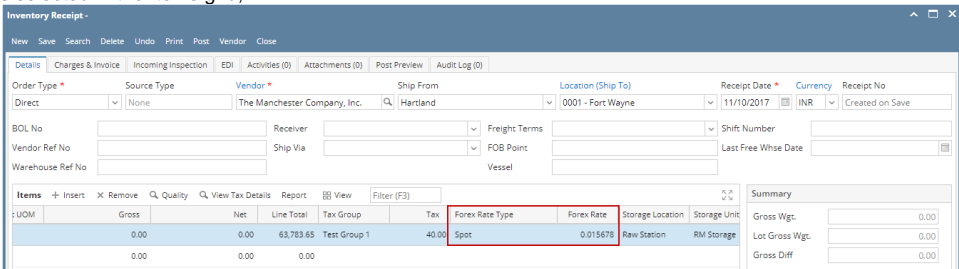 Inventory Receipt -
New Save Search Delete Undo Print Post Vendor Close
Details Charges & Invoice Incoming Inspection EDI Activities (0) Attachments (0) Post Preview Audit Log (0)
Order Type * Source Type Vendor * Ship From Location (Ship To) Receipt Date * Currency Receipt No
Direct None The Manchester Company, Inc. Hartland 0001 - Fort Wayne 11/10/2017 INR Created on Save
BOL No Receiver Freight Terms Shift Number
Vendor Ref No Ship Via FOB Point Last Free Whse Date
Warehouse Ref No Vessel
Items + Insert × Remove Quality View Tax Details Report View Filter (F3) Summary
: UOM Gross Net Line Total Tax Group Tax Forex Rate Type Forex Rate Storage Location Storage Unit
Gross Wgt. 0.00
0.00 0.00 63,783.65 Test Group 1 40.00 Spot 0.015678 Raw Station RM Storage
Lot Gross Wgt. 0.00
0.00 0.00 0.00
Gross Diff 0.00